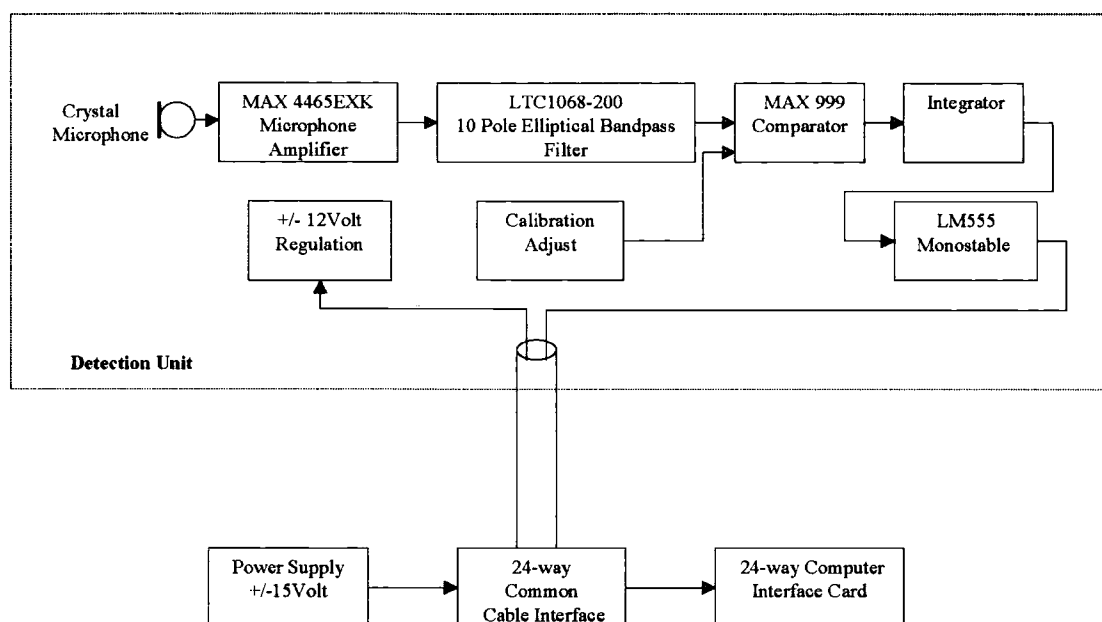 Crystal
Microphone
MAX 4465EXK
Microphone
Amplifier
LTC1068-200
10 Pole Elliptical Bandpass
Filter
MAX 999
Comparator
Integrator
+/- 12Volt
Regulation
Calibration
Adjust
LM555
Monostable
Detection Unit
Power Supply
+/-15Volt
24-way
Common
Cable Interface
24-way Computer
Interface Card